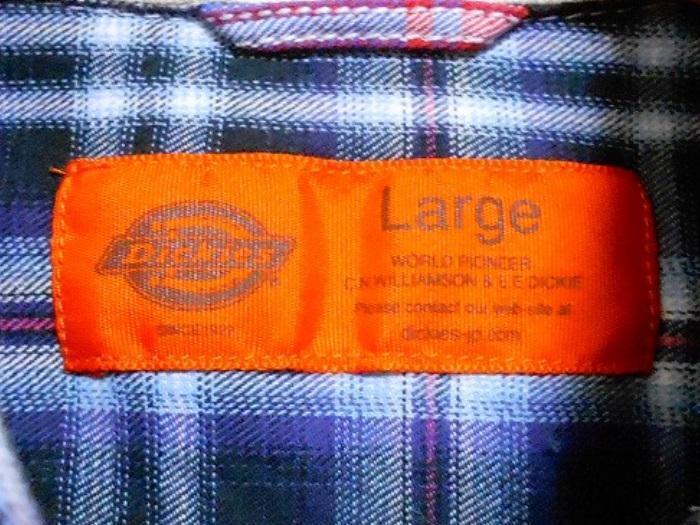 Dickies
SINCE 1922
Large
WORLD PIONEER
C.N WILLIAMSON & E.E DICKIE
Please contact our web-site at
dickies-jp.com